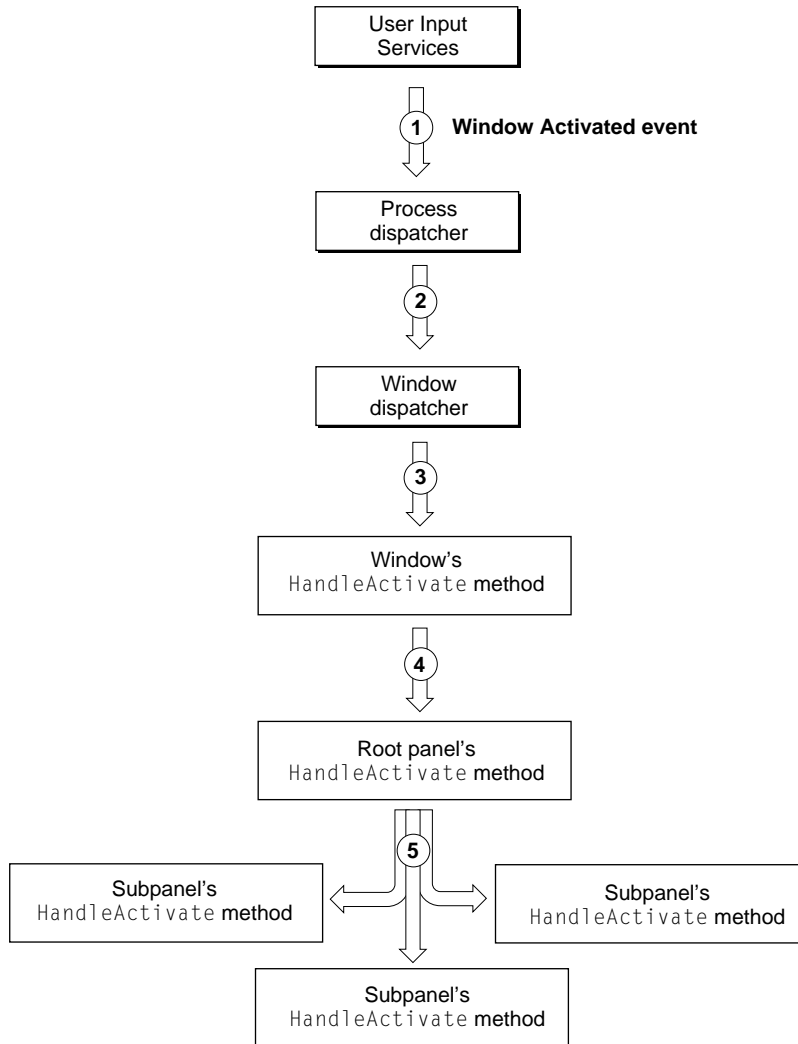 User Input
Services
1 Window Activated event
Process
dispatcher
2
Window
dispatcher
3
Window’s
HandleActivate method
4
Root panel’s
HandleActivate method
5
Subpanel’s
HandleActivate method
Subpanel’s
HandleActivate method
Subpanel’s
HandleActivate method